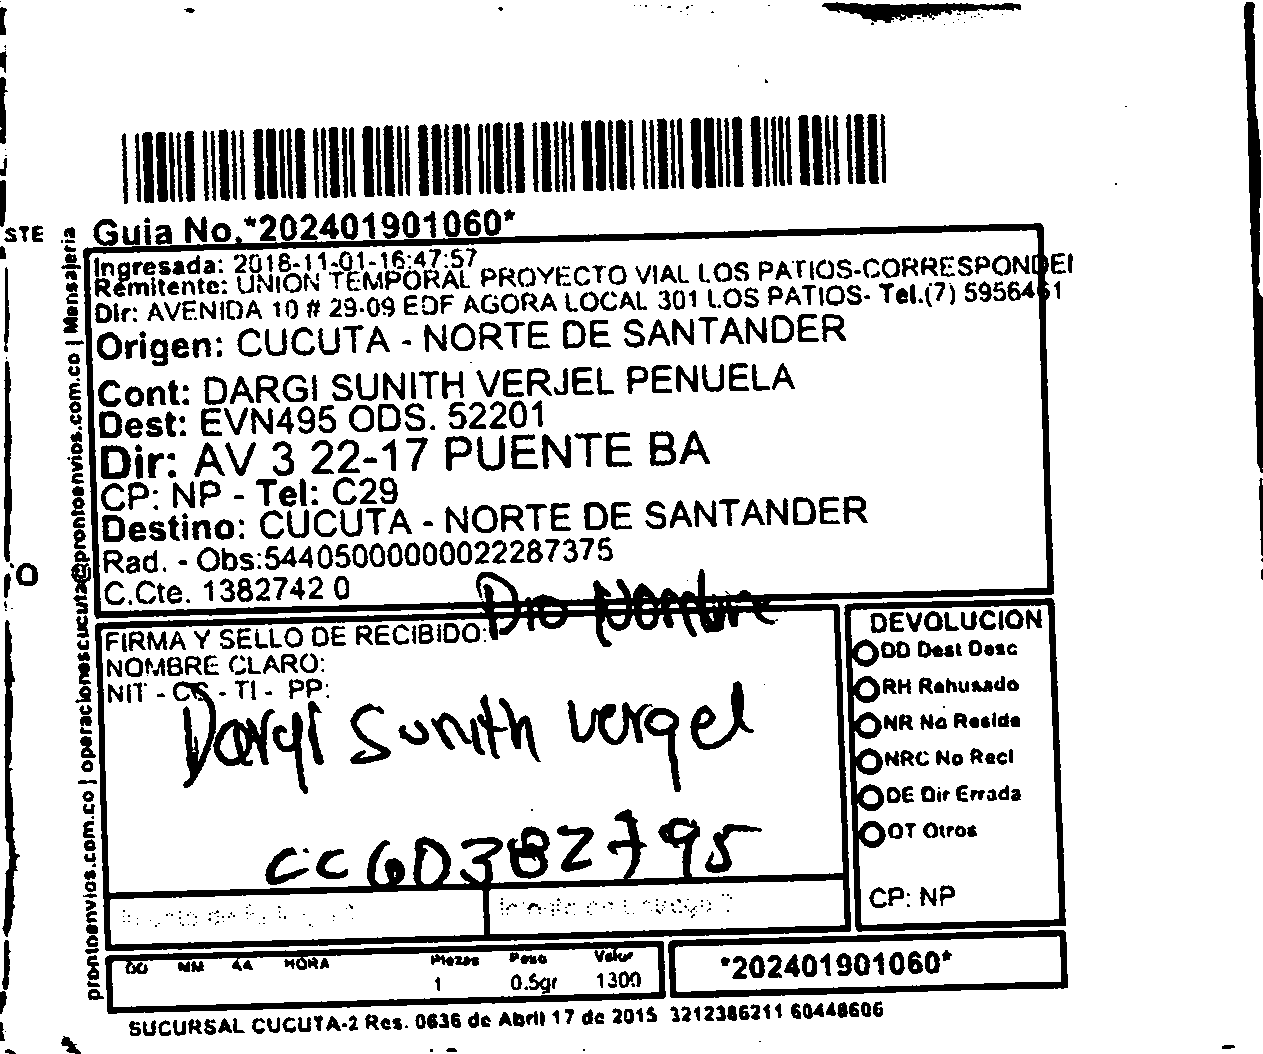 Guia No.*202401901060*
Ingresada: 2018-11-01-16:47:57
Remitente: UNION TEMPORAL PROYECTO VIAL LOS PATIOS-CORRESPONDEI
Dir: AVENIDA 10 # 29-09 EDF AGORA LOCAL 301 LOS PATIOS- Tel.(7) 5956461
Origen: CUCUTA - NORTE DE SANTANDER
Cont: DARGI SUNITH VERJEL PENUELA
Dest: EVN495 ODS. 52201
Dir: AV 3 22-17 PUENTE BA
CP: NP - Tel: C29
Destino: CUCUTA - NORTE DE SANTANDER
Rad. - Obs:54405000000022287375
C.Cte. 1382742 0
STE
O
prontoenvios.com.co | operacionescucuta@prontoenvios.com.co | Mensajeria
FIRMA Y SELLO DE RECIBIDO:
NOMBRE CLARO:
NIT - CC - TI - PP:
Dargi Sunith vergel
CC 60382795
DEVOLUCION
DD Dest Desc
RH Rehusado
NR No Reside
NRC No Recl
DE Dir Errada
OT Otros
CP: NP
DD MM AA HORA
Piezas Peso Valor
1 0.5gr 1300
*202401901060*
SUCURSAL CUCUTA-2 Res. 0636 de Abril 17 de 2015 3212386211 60448606